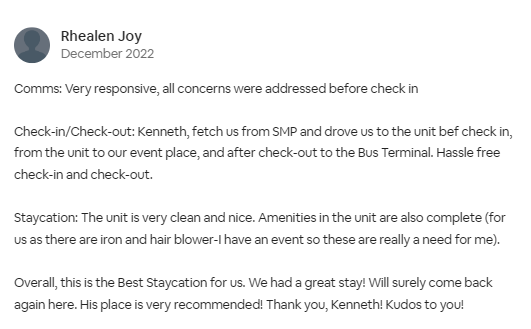 Rhealen Joy
December 2022
Comms: Very responsive, all concerns were addressed before check in
Check-in/Check-out: Kenneth, fetch us from SMP and drove us to the unit bef check in,
from the unit to our event place, and after check-out to the Bus Terminal. Hassle free
check-in and check-out.
Staycation: The unit is very clean and nice. Amenities in the unit are also complete (for
us as there are iron and hair blower-I have an event so these are really a need for me).
Overall, this is the Best Staycation for us. We had a great stay! Will surely come back
again here. His place is very recommended! Thank you, Kenneth! Kudos to you!